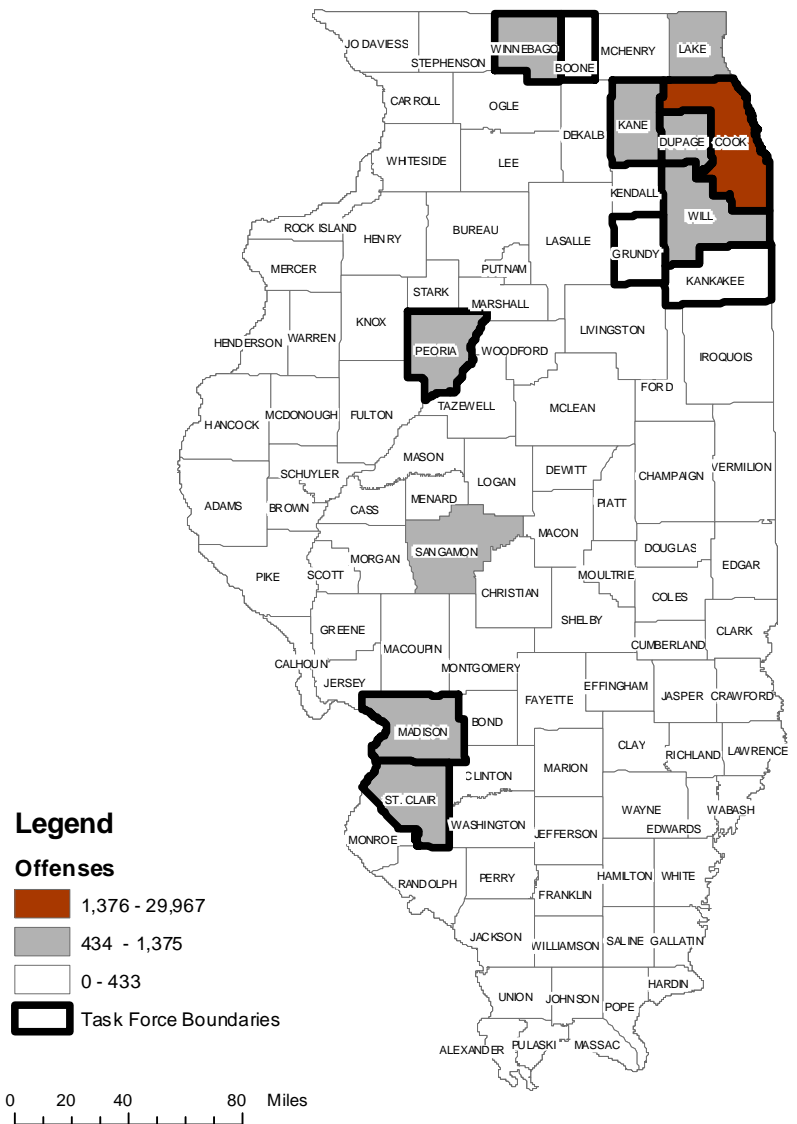 JO DAVIESS
STEPHENSON
WINNEBAGO
BOONE
MCHENRY
LAKE
CARROLL
OGLE
DEKALB
KANE
DUPAGE
COOK
WHTESIDE
LEE
KENDALL
WILL
ROCK ISLAND
HENRY
BUREAU
LASALLE
GRUNDY
MERCER
PUTNAM
KANKAKEE
STARK
MARSHALL
KNOX
HENDERSON
WARREN
PEORIA
WOODFORD
LIVINGSTON
IROQUOIS
FORD
HANCOCK
MCDONOUGH
FULTON
TAZEWELL
MCLEAN
MASON
SCHUYLER
LOGAN
DEWITT
CHAMPAIGN
VERMILION
ADAMS
BROWN
CASS
MENARD
PIATT
MACON
SANGAMON
DOUGLAS
MORGAN
PIKE
SCOTT
MOULTRIE
EDGAR
CHRISTIAN
COLES
SHELBY
GREENE
CLARK
MACOUPIN
CUMBERLAND
CALHOUN
MONTGOMERY
JERSEY
FAYETTE
EFFINGHAM
JASPER
CRAWFORD
MADISON
BOND
CLAY
RICHLAND
LAWRENCE
MARION
CLINTON
ST. CLAIR
WAYNE
WABASH
WASHINGTON
JEFFERSON
EDWARDS
MONROE
RANDOLPH
PERRY
HAMILTON
WHITE
FRANKLIN
JACKSON
WILLIAMSON
SALINE
GALLATIN
HARDIN
UNION
JOHNSON
POPE
ALEXANDER
PULASKI
MASSAC
Legend
Offenses
1,376 - 29,967
434 - 1,375
0 - 433
Task Force Boundaries
0 20 40 80 Miles